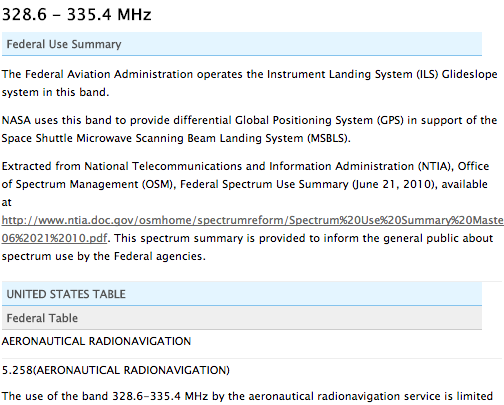 328.6 – 335.4 MHz
Federal Use Summary
The Federal Aviation Administration operates the Instrument Landing System (ILS) Glideslope
system in this band.
NASA uses this band to provide differential Global Positioning System (GPS) in support of the
Space Shuttle Microwave Scanning Beam Landing System (MSBLS).
Extracted from National Telecommunications and Information Administration (NTIA), Office
of Spectrum Management (OSM), Federal Spectrum Use Summary (June 21, 2010), available
at
http://www.ntia.doc.gov/osmhome/spectrumreform/Spectrum%20Use%20Summary%20Maste
06%2021%2010.pdf. This spectrum summary is provided to inform the general public about
spectrum use by the Federal agencies.
UNITED STATES TABLE
Federal Table
AERONAUTICAL RADIONAVIGATION
5.258(AERONAUTICAL RADIONAVIGATION)
The use of the band 328.6-335.4 MHz by the aeronautical radionavigation service is limited